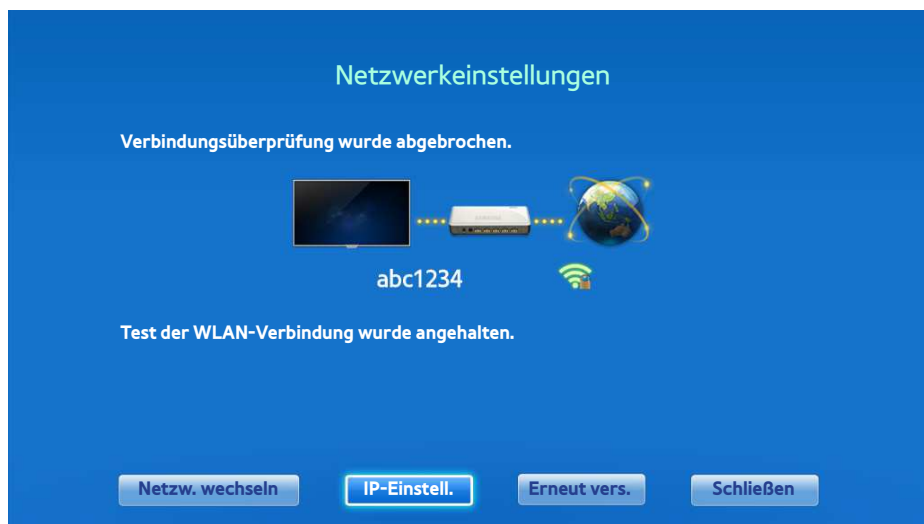 Netzwerkeinstellungen
Verbindungsüberprüfung wurde abgebrochen.
abc1234
Test der WLAN-Verbindung wurde angehalten.
Netzw. wechseln
IP-Einstell.
Erneut vers.
Schließen